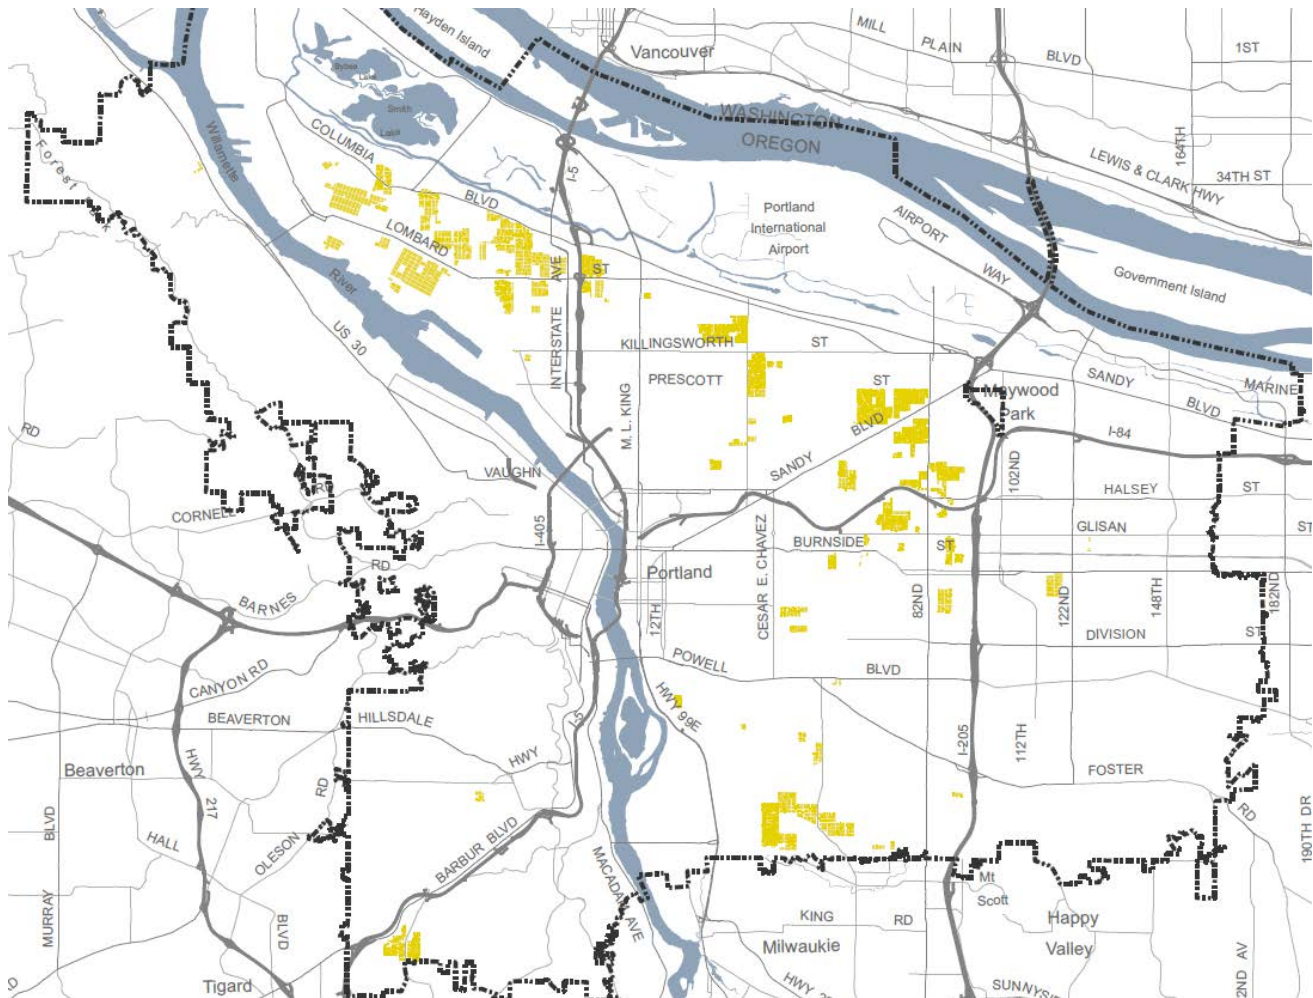 Hayden Island
Vancouver
MILL
PLAIN
BLVD
1ST
Bybee
Lake
Smith
Lake
WASHINGTON
OREGON
164TH
LEWIS & CLARK HWY
34TH ST
Forest
Willamette
COLUMBIA
BLVD
I-5
Portland
International
Airport
AIRPORT
WAY
Government Island
LOMBARD
AVE
ST
INTERSTATE
River
US 30
KILLINGSWORTH
ST
PRESCOTT
ST
M. L. KING
Maywood
Park
SANDY
BLVD
MARINE
BLVD
I-84
RD
SANDY
VAUGHN
102ND
HALSEY
ST
RD
CORNELL
I-405
CESAR E. CHAVEZ
BURNSIDE
ST
GLISAN
ST
RD
Portland
BARNES
12TH
82ND
122ND
148TH
182ND
DIVISION
ST
CANYON RD
POWELL
BLVD
HWY 99E
BEAVERTON
HILLSDALE
HWY
I-5
I-205
112TH
Beaverton
HWY
217
RD
FOSTER
RD
BLVD
HALL
OLESON
BARBUR BLVD
190TH DR
MACADAM AVE
Mt
Scott
MURRAY
BLVD
KING
RD
Happy
Valley
Milwaukie
Tigard
2ND AV
SUNNYSI